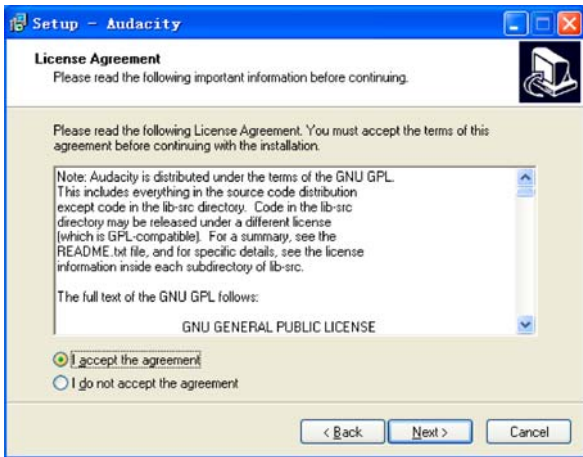 Setup - Audacity
License Agreement
Please read the following important information before continuing.
Please read the following License Agreement. You must accept the terms of this
agreement before continuing with the installation.
Note: Audacity is distributed under the terms of the GNU GPL.
This includes everything in the source code distribution
except code in the lib-src directory.  Code in the lib-src
directory may be released under a different license
(which is GPL-compatible).  For a summary, see the
README.txt file, and for specific details, see the license
information inside each subdirectory of lib-src.
The full text of the GNU GPL follows:
GNU GENERAL PUBLIC LICENSE
I accept the agreement
I do not accept the agreement
< Back Next > Cancel